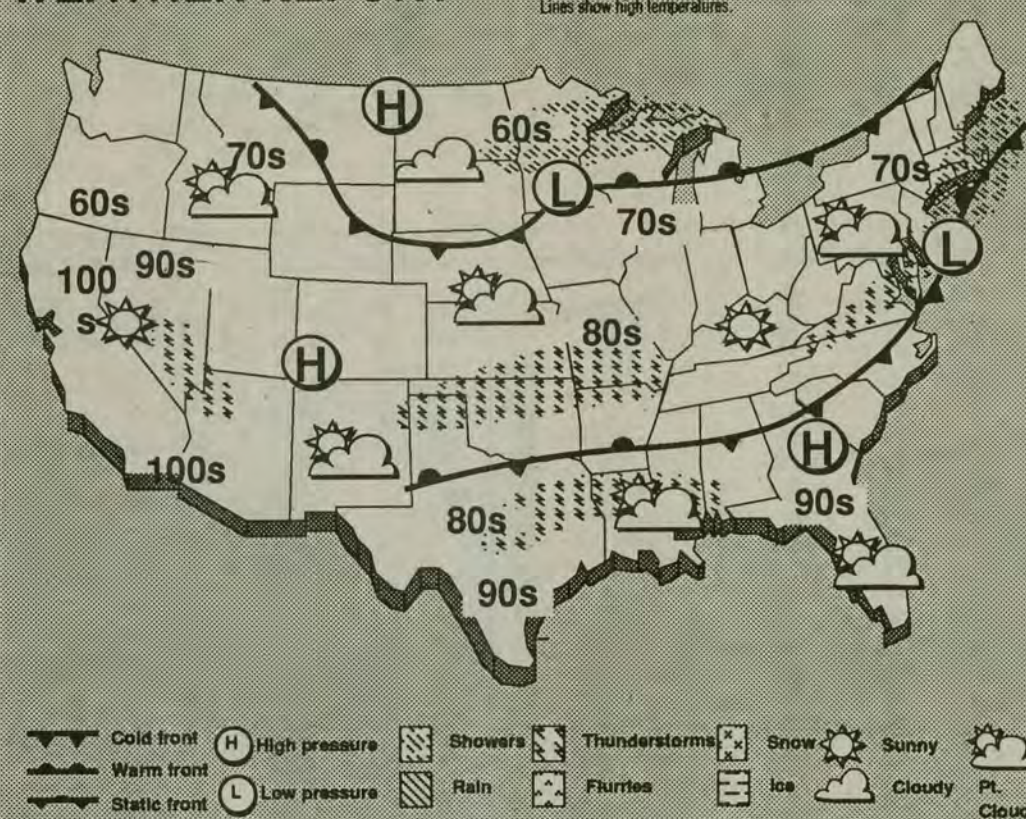 Lines show high temperatures.
H
60s
70s
L
70s
70s
60s
90s
100
s
L
80s
H
H
100s
80s
90s
90s
Cold front
H High pressure
Showers
Thunderstorms
Snow
Sunny
Warm front
L Low pressure
Rain
Flurries
Ice
Cloudy
Pt.
Static front